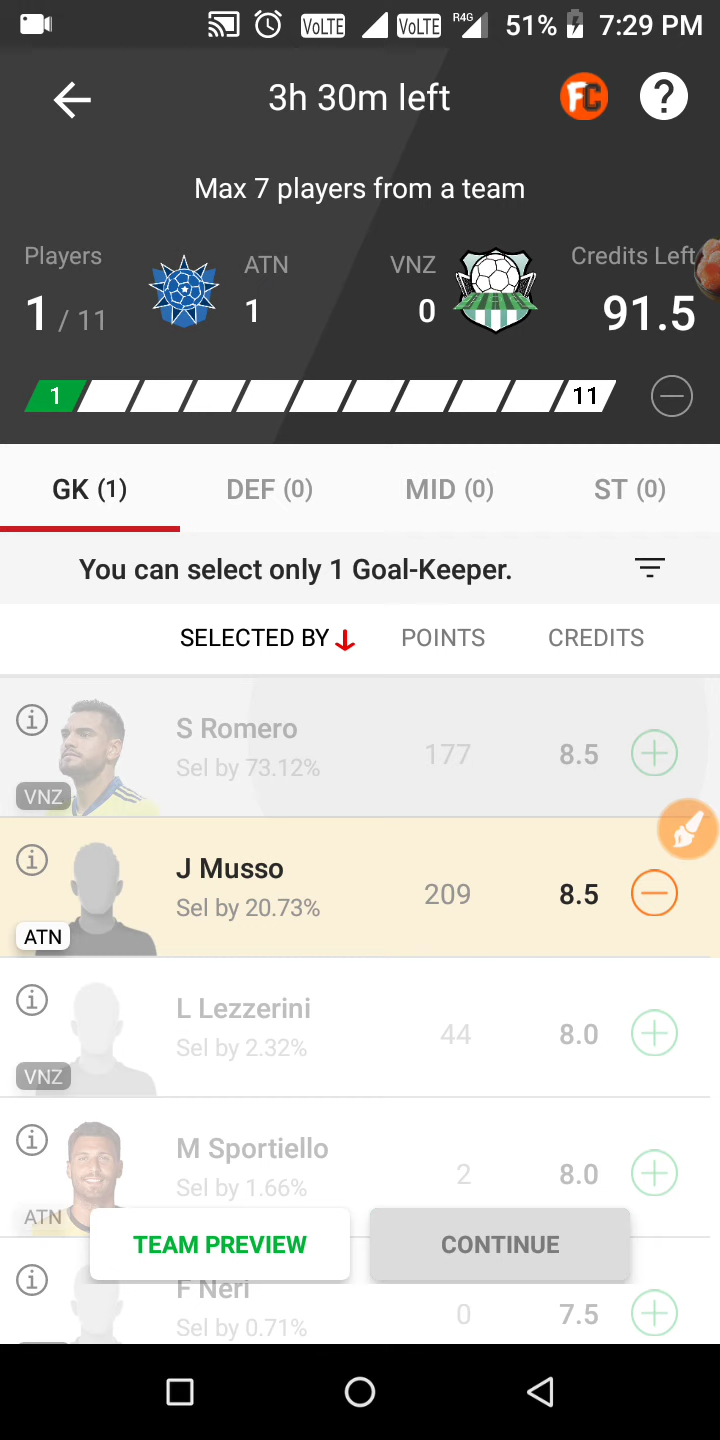 VoLTE VoLTE R4G 51% 7:29 PM
3h 30m left FC ?
Max 7 players from a team
Players ATN VNZ Credits Left
1 / 11 1 0 91.5
1 11
GK (1) DEF (0) MID (0) ST (0)
You can select only 1 Goal-Keeper.
SELECTED BY POINTS CREDITS
S Romero
Sel by 73.12% 177 8.5
VNZ
J Musso
Sel by 20.73% 209 8.5
ATN
L Lezzerini
Sel by 2.32% 44 8.0
VNZ
M Sportiello
Sel by 1.66% 2 8.0
ATN
TEAM PREVIEW CONTINUE
F Neri
Sel by 0.71% 0 7.5